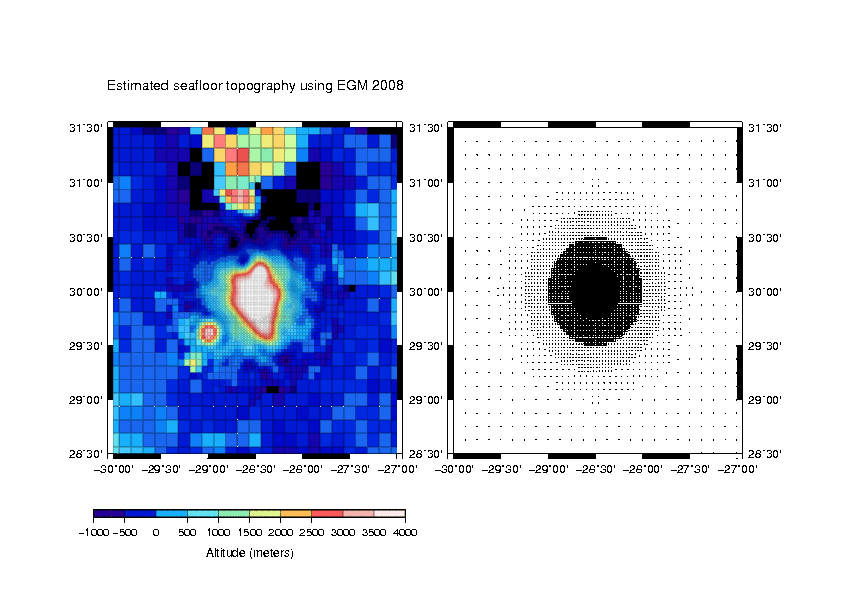 Estimated seafloor topography using EGM 2008
31˚30' 31˚30' 31˚30'
31˚00' 31˚00' 31˚00'
30˚30' 30˚30' 30˚30'
30˚00' 30˚00' 30˚00'
29˚30' 29˚30' 29˚30'
29˚00' 29˚00' 29˚00'
28˚30' 28˚30' 28˚30'
−30˚00' −29˚30' −29˚00' −28˚30' −28˚00' −27˚30' −27˚00' −30˚00' −29˚30' −29˚00' −28˚30' −28˚00' −27˚30' −27˚00'
−1000 −500 0 500 1000 1500 2000 2500 3000 3500 4000
Altitude (meters)